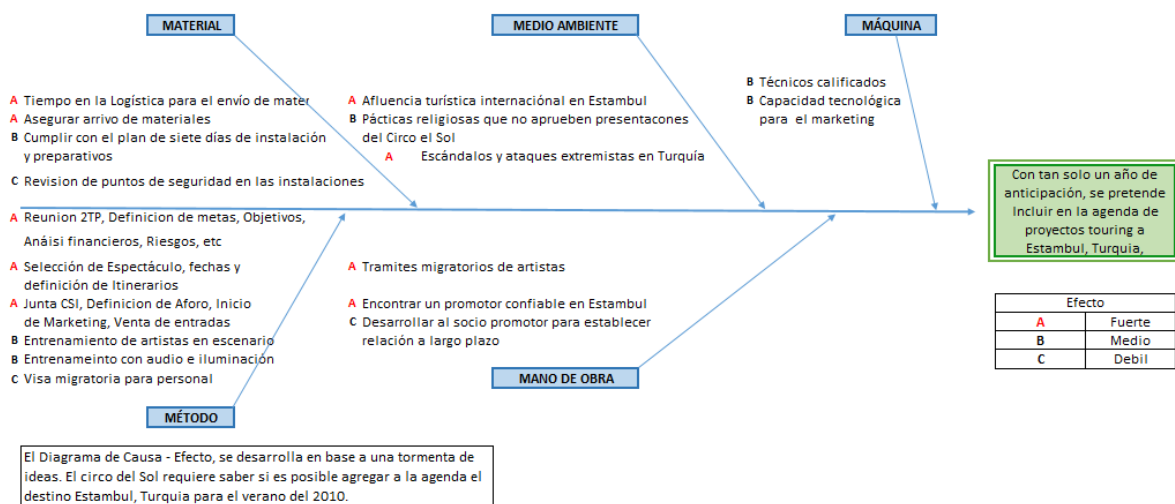 MATERIAL
MEDIO AMBIENTE
MÁQUINA
A Tiempo en la Logística para el envío de mater
A Asegurar arrivo de materiales
B Cumplir con el plan de siete días de instalación
y preparativos
C Revision de puntos de seguridad en las instalaciones
A Afluencia turística internaciónal en Estambul
B Pácticas religiosas que no aprueben presentacones
del Circo el Sol
A Escándalos y ataques extremistas en Turquía
B Técnicos calificados
B Capacidad tecnológica
para el marketing
Con tan solo un año de
anticipación, se pretende
Incluir en la agenda de
proyectos touring a
Estambul, Turquia,
A Reunion 2TP, Definicion de metas, Objetivos,
Anáisi financieros, Riesgos, etc
A Selección de Espectáculo, fechas y
definición de Itinerarios
A Junta CSI, Definicion de Aforo, Inicio
de Marketing, Venta de entradas
B Entrenamiento de artistas en escenario
B Entrenameinto con audio e iluminación
C Visa migratoria para personal
A Tramites migratorios de artistas
A Encontrar un promotor confiable en Estambul
C Desarrollar al socio promotor para establecer
relación a largo plazo
Efecto
A Fuerte
B Medio
C Debil
MÉTODO
MANO DE OBRA
El Diagrama de Causa - Efecto, se desarrolla en base a una tormenta de
ideas. El circo del Sol requiere saber si es posible agregar a la agenda el
destino Estambul, Turquia para el verano del 2010.